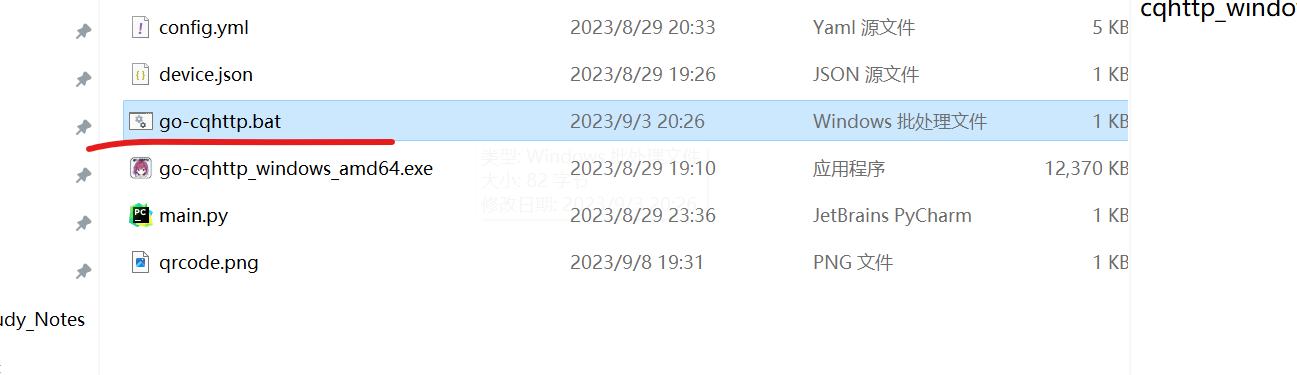 cqhttp_windo
config.yml 2023/8/29 20:33 Yaml 源文件 5 KB
device.json 2023/8/29 19:26 JSON 源文件 1 KB
go-cqhttp.bat 2023/9/3 20:26 Windows 批处理文件 1 KB
类型: Windows 批处理文件
go-cqhttp_windows_amd64.exe 2023/8/29 19:10 应用程序 12,370 KB
大小: 82 字节
修改日期: 2023/9/3 20:26
main.py 2023/8/29 23:36 JetBrains PyCharm 1 KB
qrcode.png 2023/9/8 19:31 PNG 文件 1 KB
udy_Notes